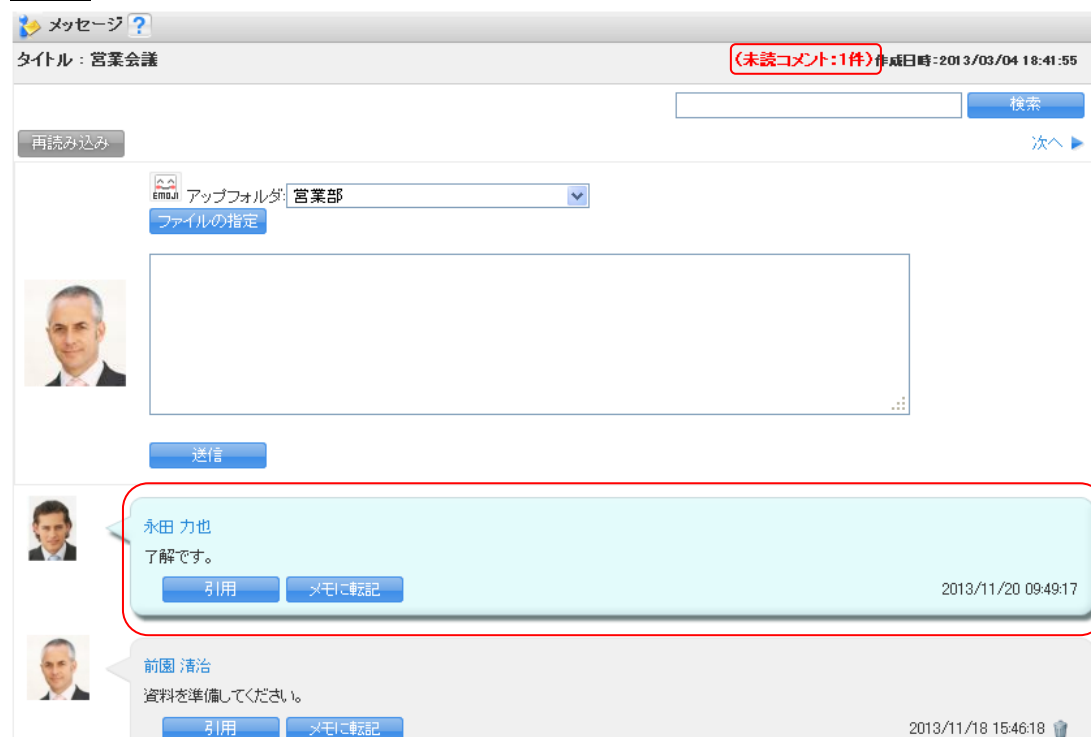 メッセージ ?
タイトル：営業会議 (未読コメント:1件)作成日時:2013/03/04 18:41:55
検索
再読み込み 次へ ▶
EMOJI アップフォルダ: 営業部
ファイルの指定
送信
永田 力也
了解です。
引用 メモに転記 2013/11/20 09:49:17
前園 清治
資料を準備してください。
引用 メモに転記 2013/11/18 15:46:18